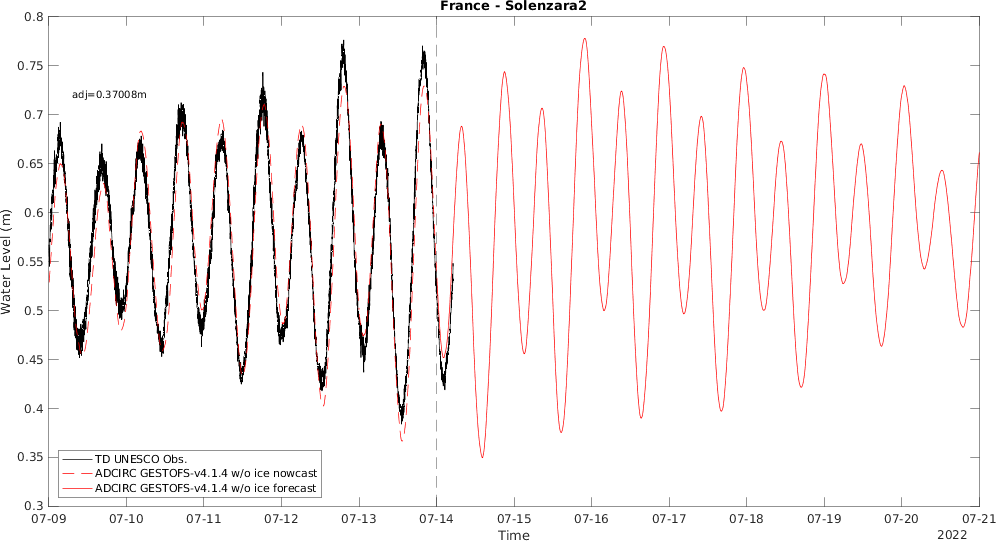 France - Solenzara2
0.8
0.75
0.7
0.65
0.6
0.55
0.5
0.45
0.4
0.35
0.3
Water Level (m)
adj=0.37008m
TD UNESCO Obs.
ADCIRC GESTOFS-v4.1.4 w/o ice nowcast
ADCIRC GESTOFS-v4.1.4 w/o ice forecast
07-09 07-10 07-11 07-12 07-13 07-14 07-15 07-16 07-17 07-18 07-19 07-20 07-21
Time
2022